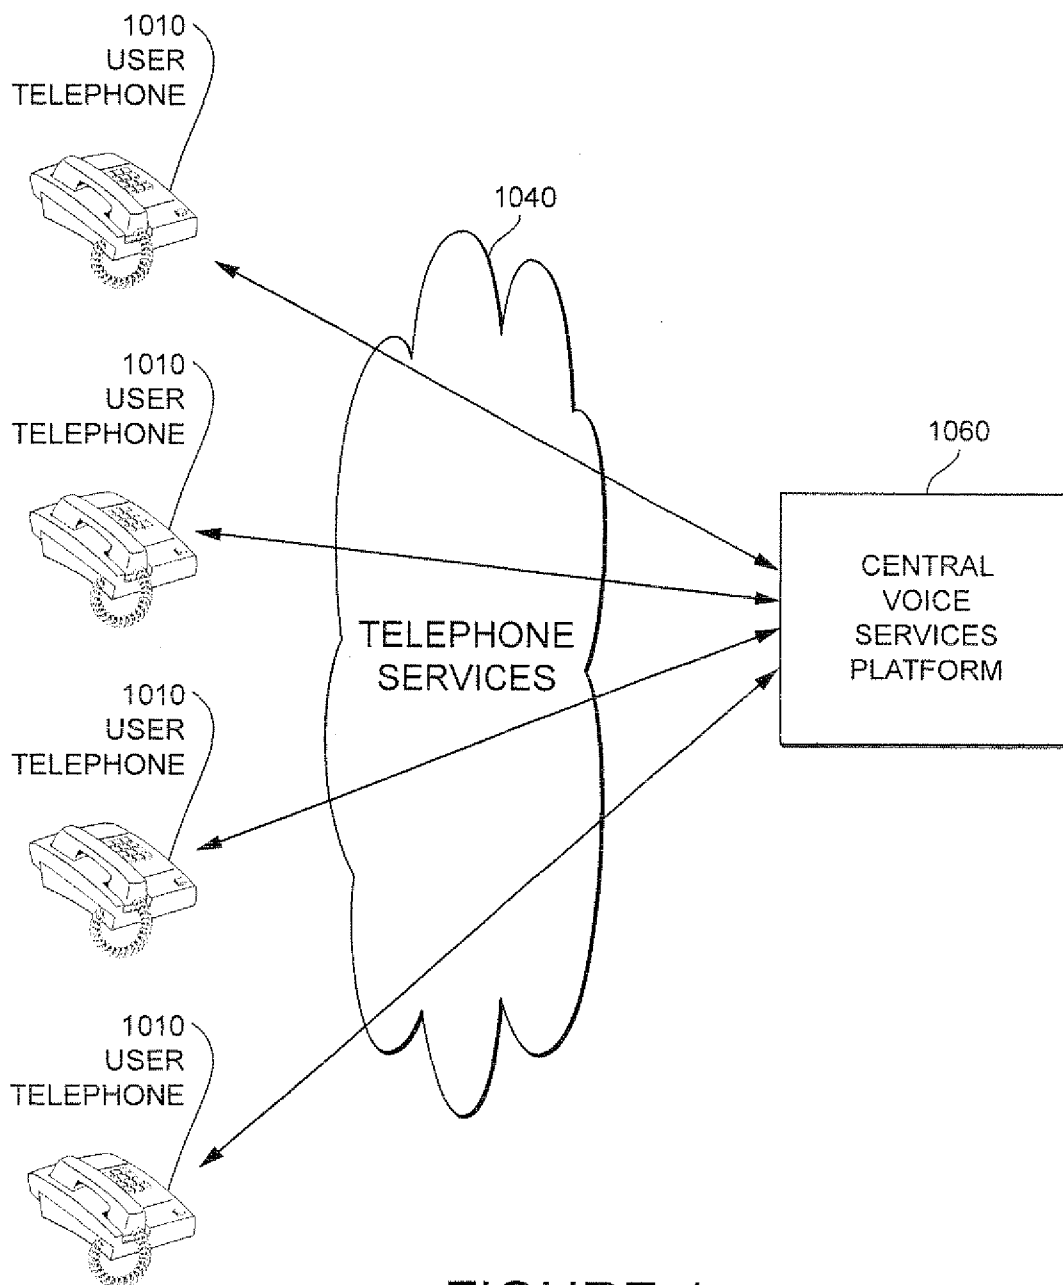 1010
USER
TELEPHONE
1040
1010
USER
TELEPHONE
1060
CENTRAL
VOICE
SERVICES
PLATFORM
TELEPHONE
SERVICES
1010
USER
TELEPHONE
1010
USER
TELEPHONE